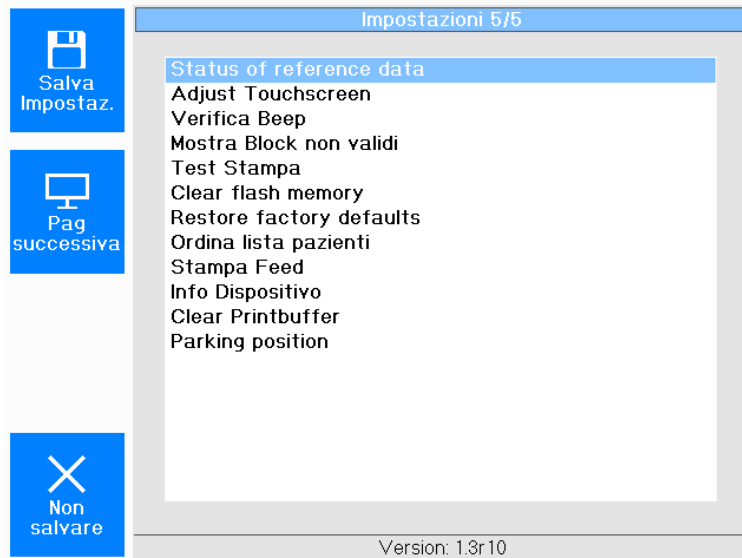 Impostazioni 5/5
Salva
Impostaz.
Pag
successiva
Non
salvare
Status of reference data
Adjust Touchscreen
Verifica Beep
Mostra Block non validi
Test Stampa
Clear flash memory
Restore factory defaults
Ordina lista pazienti
Stampa Feed
Info Dispositivo
Clear Printbuffer
Parking position
Version: 1.3r10